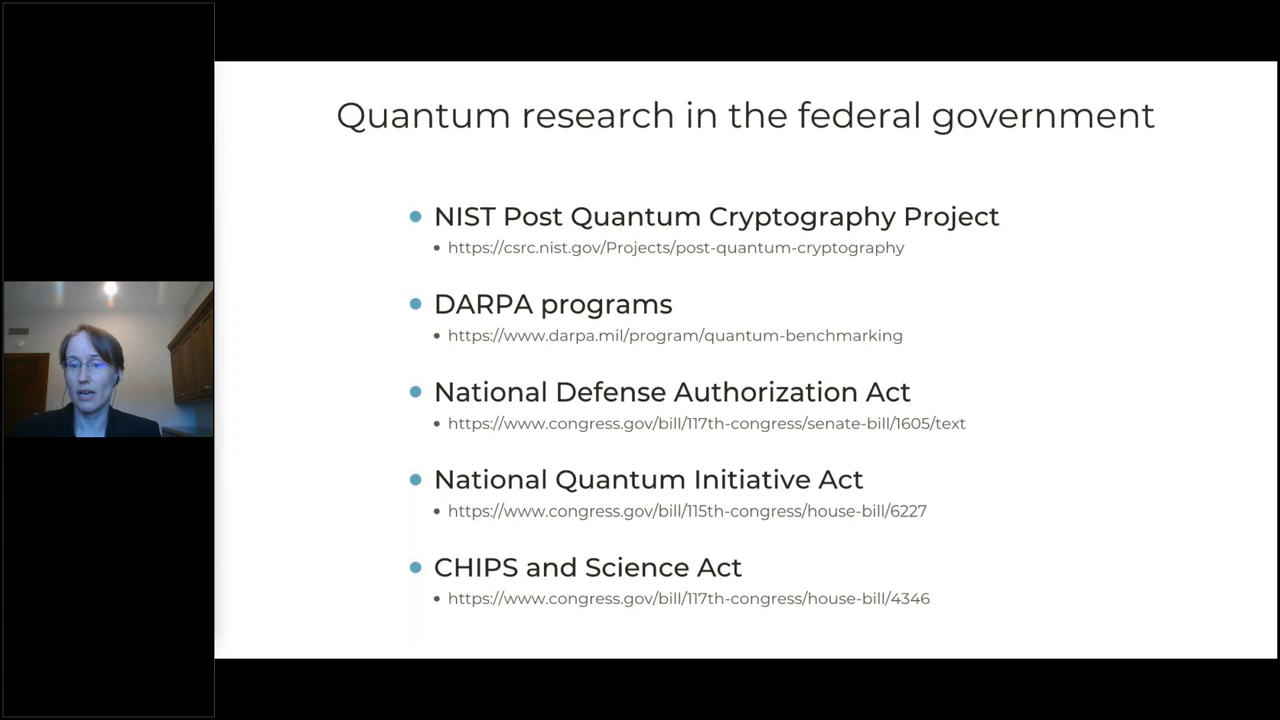 Quantum research in the federal government
NIST Post Quantum Cryptography Project
https://csrc.nist.gov/Projects/post-quantum-cryptography
DARPA programs
https://www.darpa.mil/program/quantum-benchmarking
National Defense Authorization Act
https://www.congress.gov/bill/117th-congress/senate-bill/1605/text
National Quantum Initiative Act
https://www.congress.gov/bill/115th-congress/house-bill/6227
CHIPS and Science Act
https://www.congress.gov/bill/117th-congress/house-bill/4346